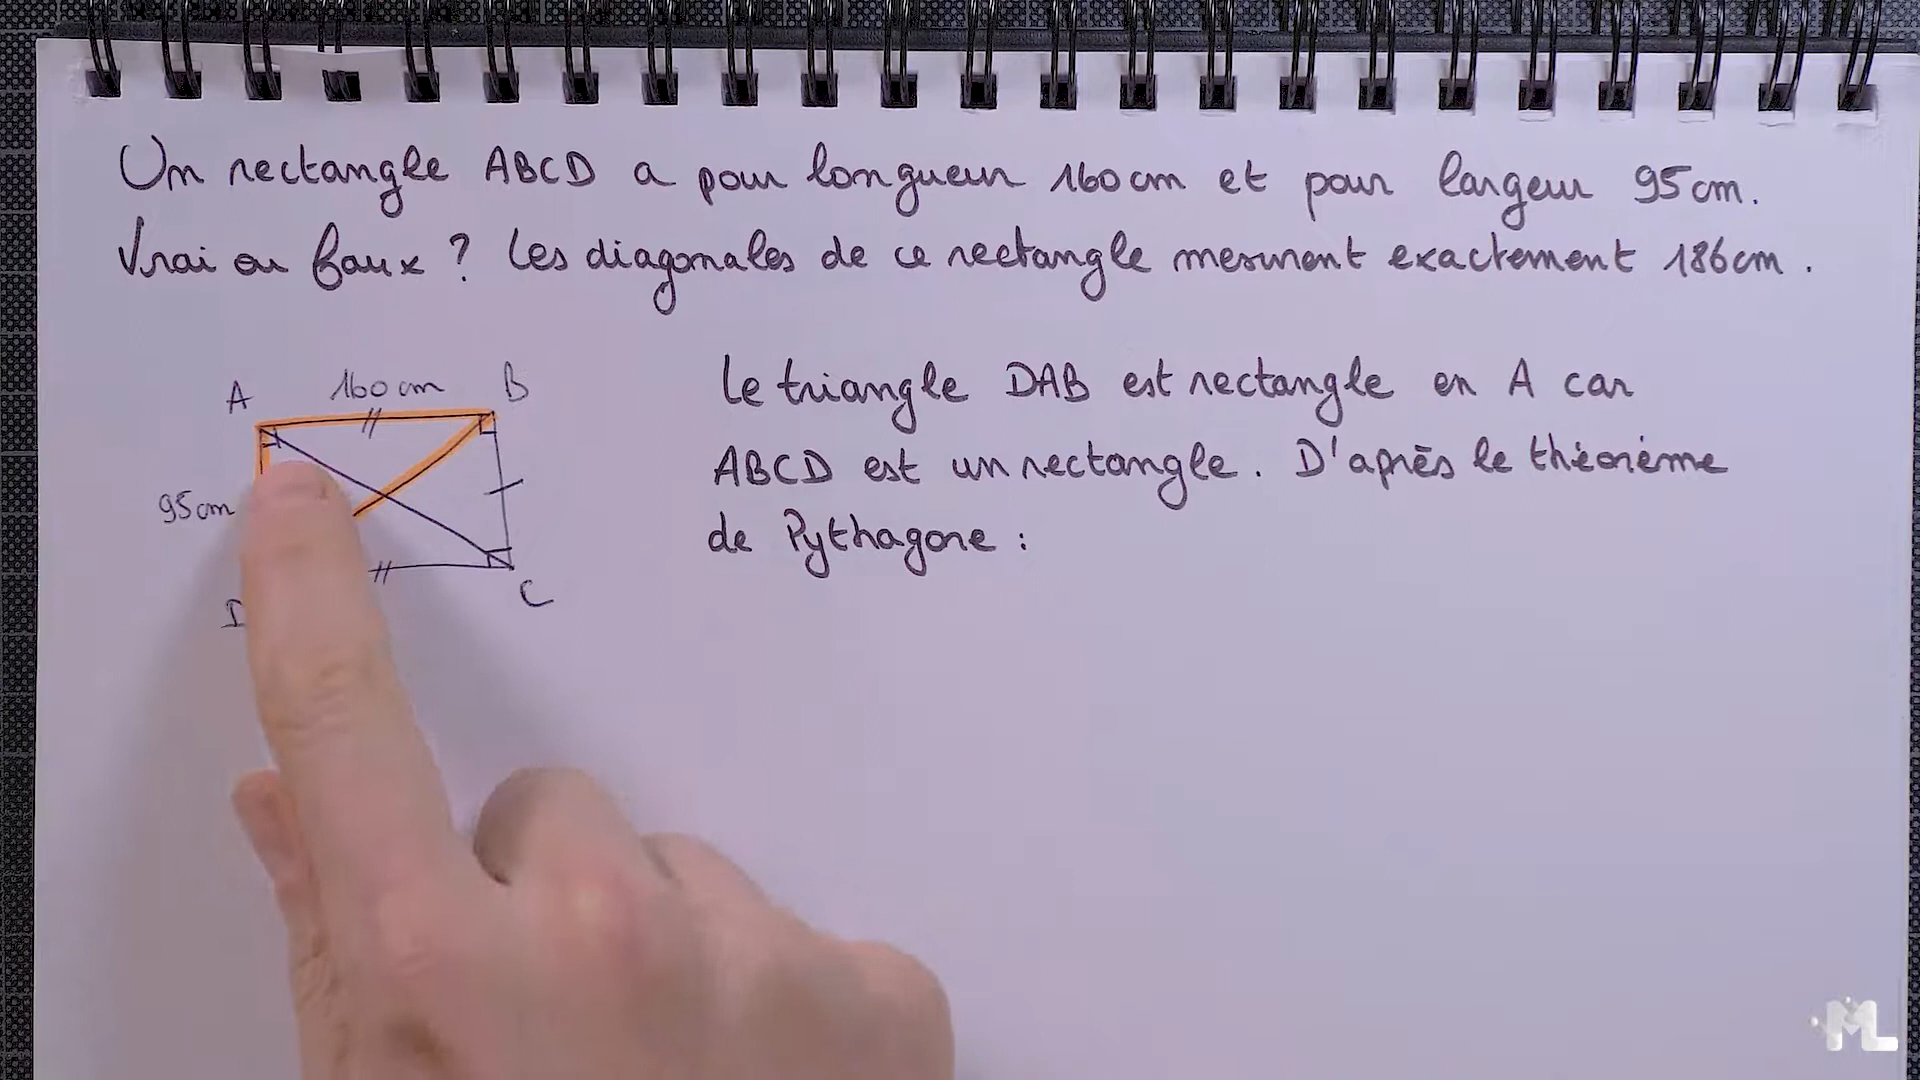 Un rectangle ABCD a pour longueur 160 cm et pour largeur 95 cm.
Vrai ou faux ? Les diagonales de ce rectangle mesurent exactement 186 cm.
A 160 cm B
95 cm
D C
Le triangle DAB est rectangle en A car
ABCD est un rectangle. D'après le théorème
de Pythagore :
ML